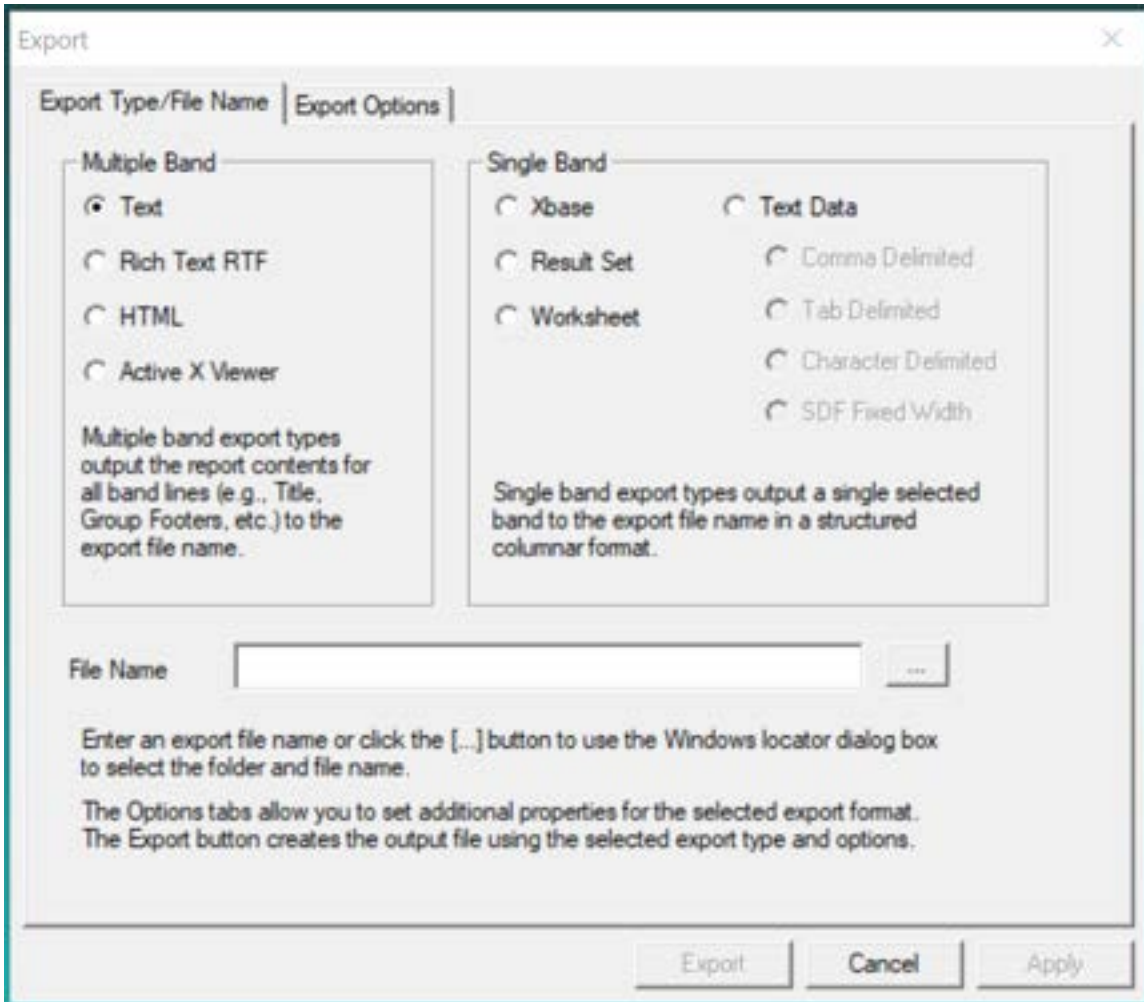 Export
Export Type/File Name
Export Options
Multiple Band
Text
Rich Text RTF
HTML
Active X Viewer
Multiple band export types
output the report contents for
all band lines (e.g., Title,
Group Footers, etc.) to the
export file name.
Single Band
Xbase
Result Set
Worksheet
Text Data
Comma Delimited
Tab Delimited
Character Delimited
SDF Fixed Width
Single band export types output a single selected
band to the export file name in a structured
columnar format.
File Name
...
Enter an export file name or click the [...] button to use the Windows locator dialog box
to select the folder and file name.
The Options tabs allow you to set additional properties for the selected export format.
The Export button creates the output file using the selected export type and options.
Export
Cancel
Apply